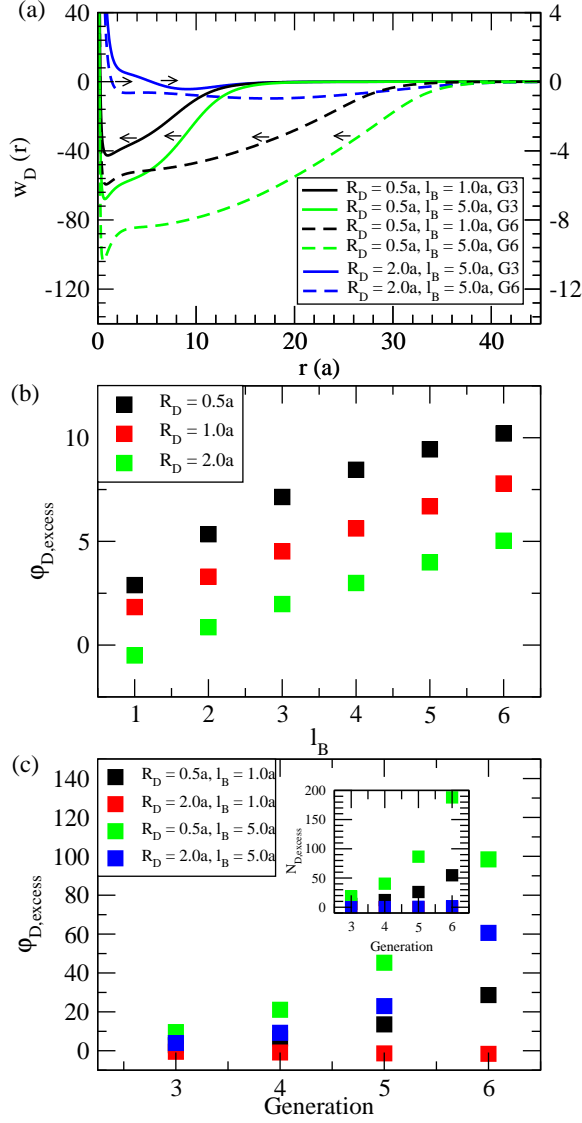 (a)
40
0
-40
-80
-120
4
0
-4
-8
-12
w_D (r)
R_D = 0.5a, l_B = 1.0a, G3
R_D = 0.5a, l_B = 5.0a, G3
R_D = 0.5a, l_B = 1.0a, G6
R_D = 0.5a, l_B = 5.0a, G6
R_D = 2.0a, l_B = 5.0a, G3
R_D = 2.0a, l_B = 5.0a, G6
0 10 20 30 40
r (a)
(b)
R_D = 0.5a
R_D = 1.0a
R_D = 2.0a
10
5
0
φ_D,excess
1 2 3 4 5 6
l_B
(c)
R_D = 0.5a, l_B = 1.0a
R_D = 2.0a, l_B = 1.0a
R_D = 0.5a, l_B = 5.0a
R_D = 2.0a, l_B = 5.0a
140
120
100
80
60
40
20
0
φ_D,excess
200
150
100
50
0
N_D,excess
3 4 5 6
Generation
3 4 5 6
Generation